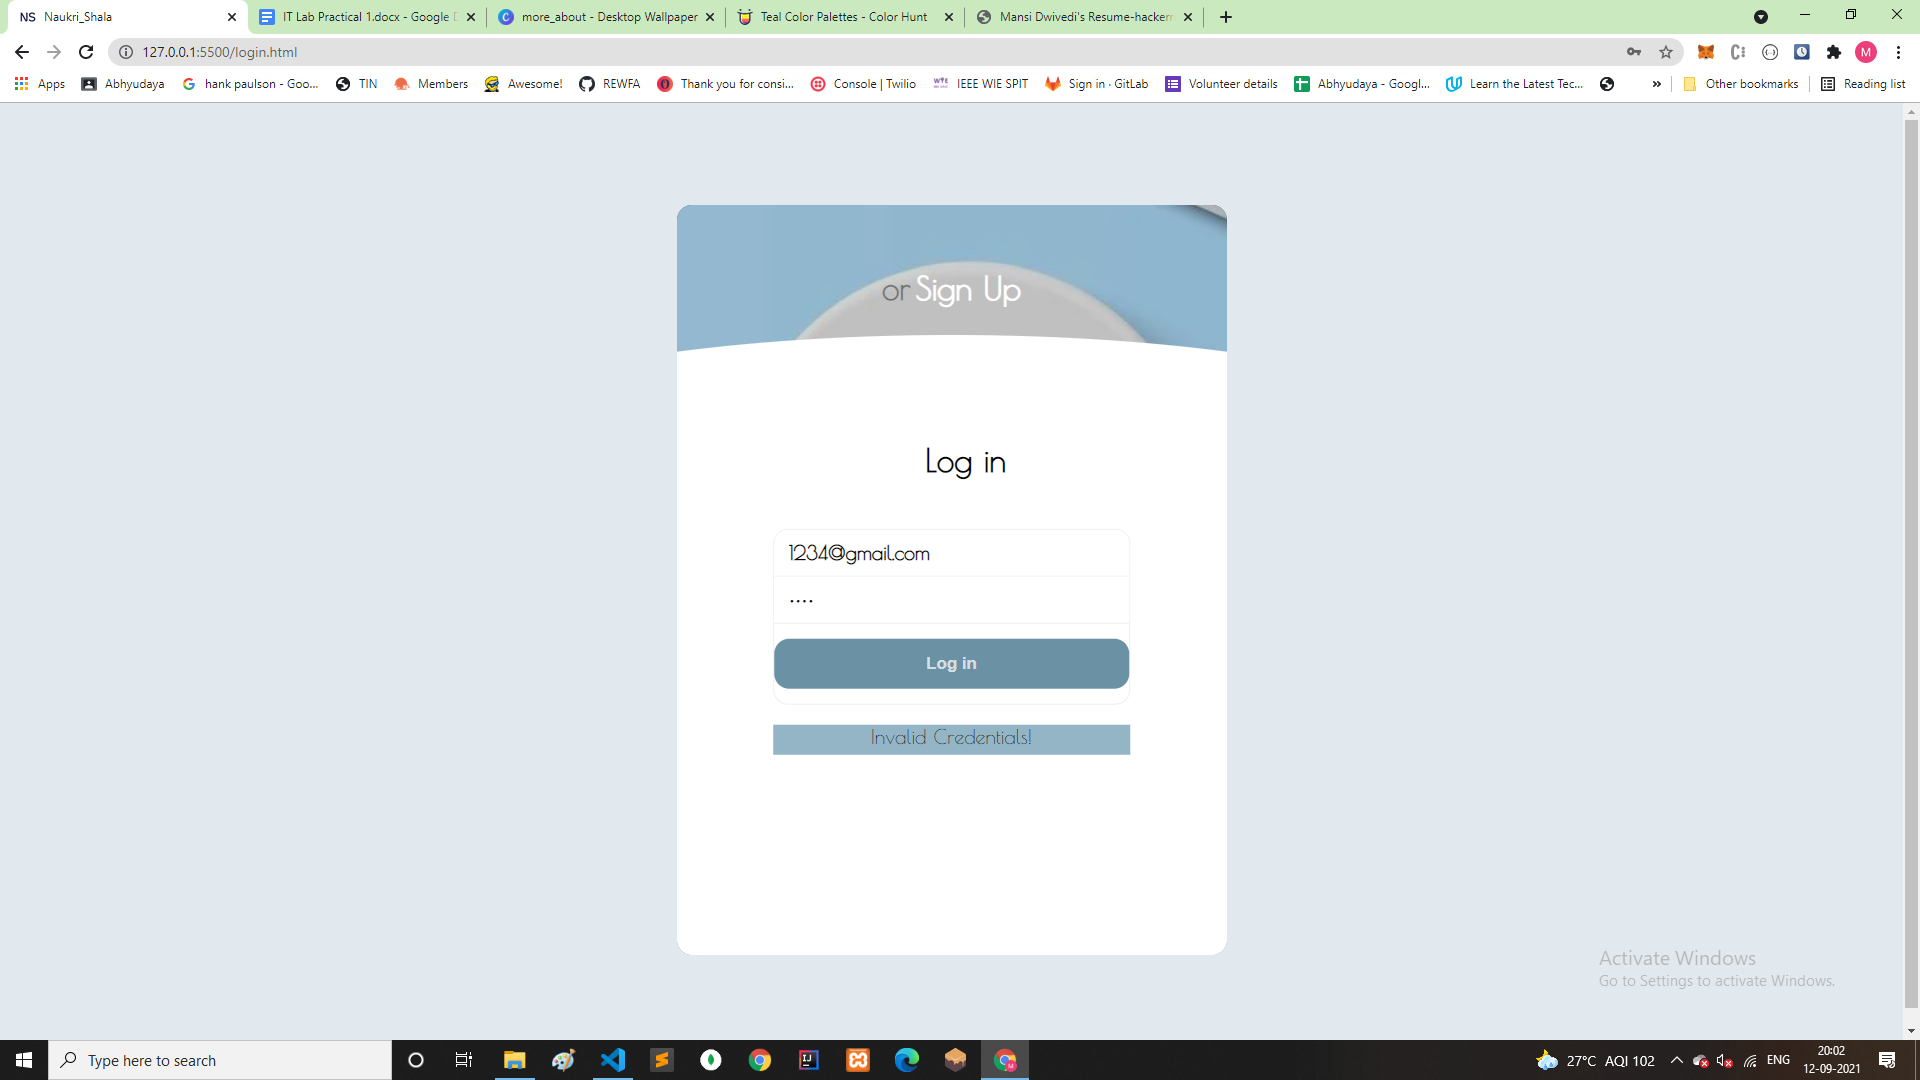 NS Naukri_Shala
IT Lab Practical 1.docx - Google
more_about - Desktop Wallpaper
Teal Color Palettes - Color Hunt
Mansi Dwivedi's Resume-hacker
127.0.0.1:5500/login.html
M
Apps
Abhyudaya
hank paulson - Goo...
TIN
Members
Awesome!
REWFA
Thank you for consi...
Console | Twilio
IEEE WIE SPIT
Sign in · GitLab
Volunteer details
Abhyudaya - Googl...
Learn the Latest Tec...
»
Other bookmarks
Reading list
or Sign Up
Log in
1234@gmail.com
....
Log in
Invalid Credentials!
Activate Windows
Go to Settings to activate Windows.
Type here to search
27°C AQI 102
ENG
20:02
12-09-2021